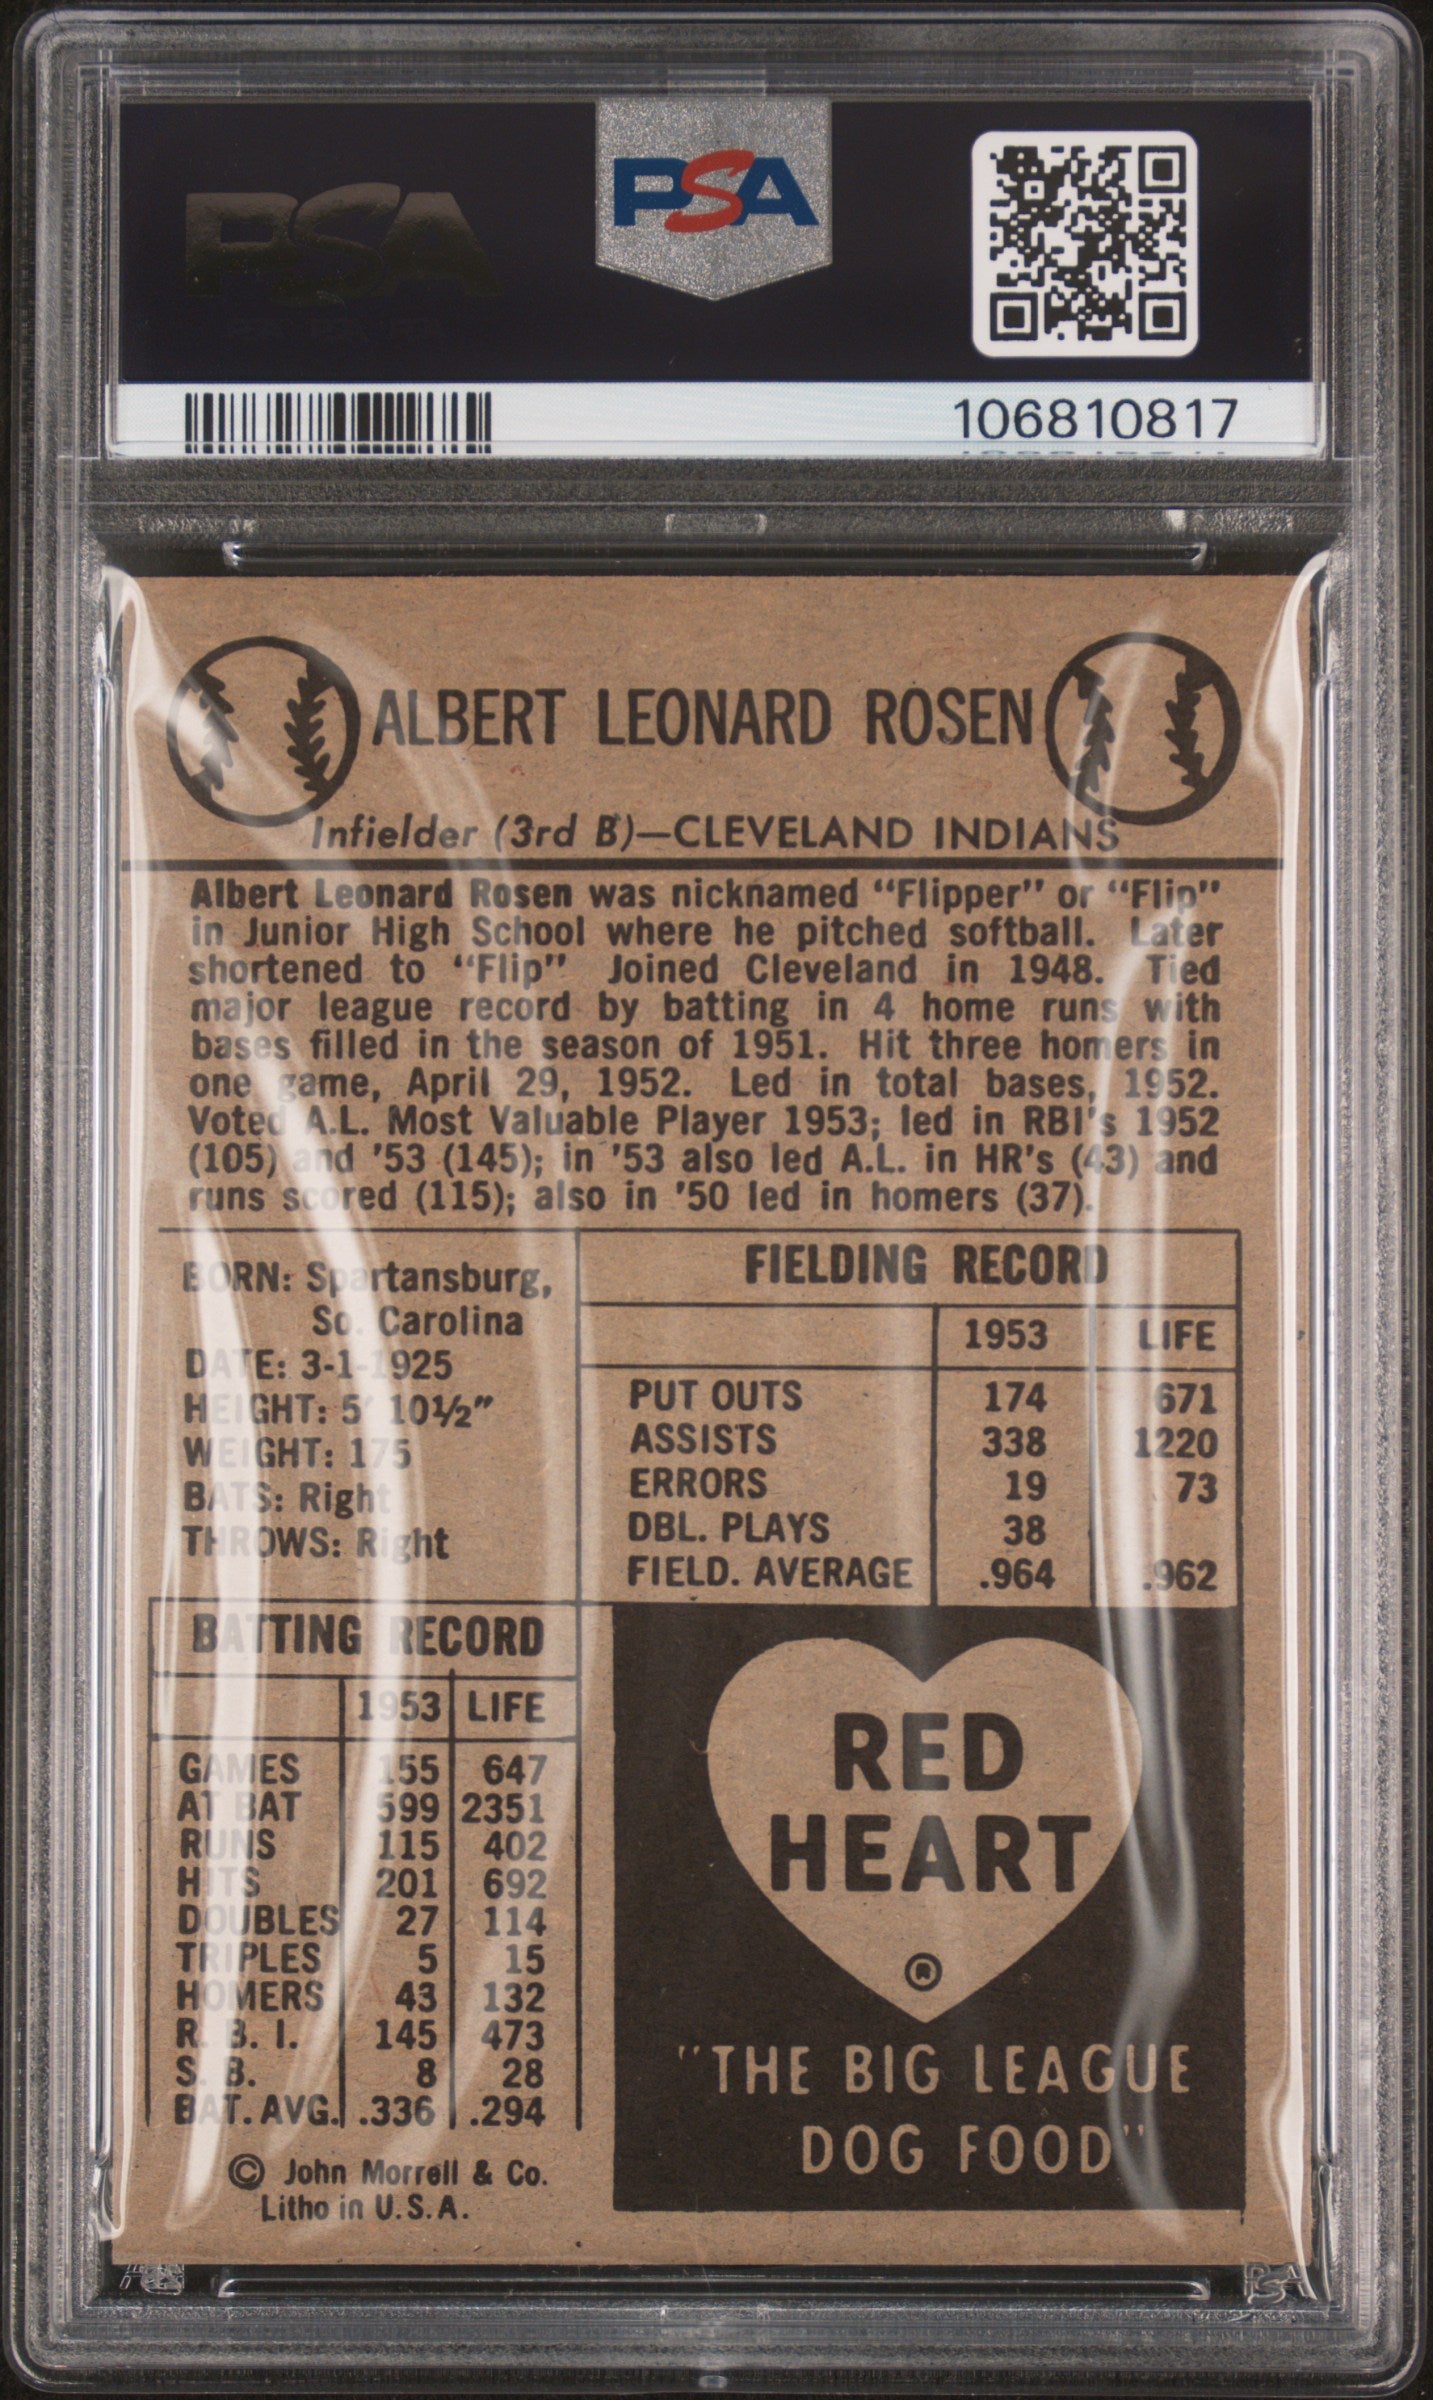 PSA
PSA
106810817
ALBERT LEONARD ROSEN
Infielder (3rd B)—CLEVELAND INDIANS
Albert Leonard Rosen was nicknamed “Flipper” or “Flip”
in Junior High School where he pitched softball. Later
shortened to “Flip” Joined Cleveland in 1948. Tied
major league record by batting in 4 home runs with
bases filled in the season of 1951. Hit three homers in
one game, April 29, 1952. Led in total bases, 1952.
Voted A.L. Most Valuable Player 1953; led in RBI's 1952
(105) and '53 (145); in '53 also led A.L. in HR's (43) and
runs scored (115); also in '50 led in homers (37).
BORN: Spartansburg,
So. Carolina
DATE: 3-1-1925
HEIGHT: 5' 10½"
WEIGHT: 175
BATS: Right
THROWS: Right
FIELDING RECORD
1953 LIFE
PUT OUTS 174 671
ASSISTS 338 1220
ERRORS 19 73
DBL. PLAYS 38
FIELD. AVERAGE .964 .962
BATTING RECORD
1953 LIFE
GAMES 155 647
AT BAT 599 2351
RUNS 115 402
HITS 201 692
DOUBLES 27 114
TRIPLES 5 15
HOMERS 43 132
R. B. I. 145 473
S. B. 8 28
BAT. AVG. .336 .294
© John Morrell & Co.
Litho in U.S.A.
RED
HEART
®
"THE BIG LEAGUE
DOG FOOD"
PSA